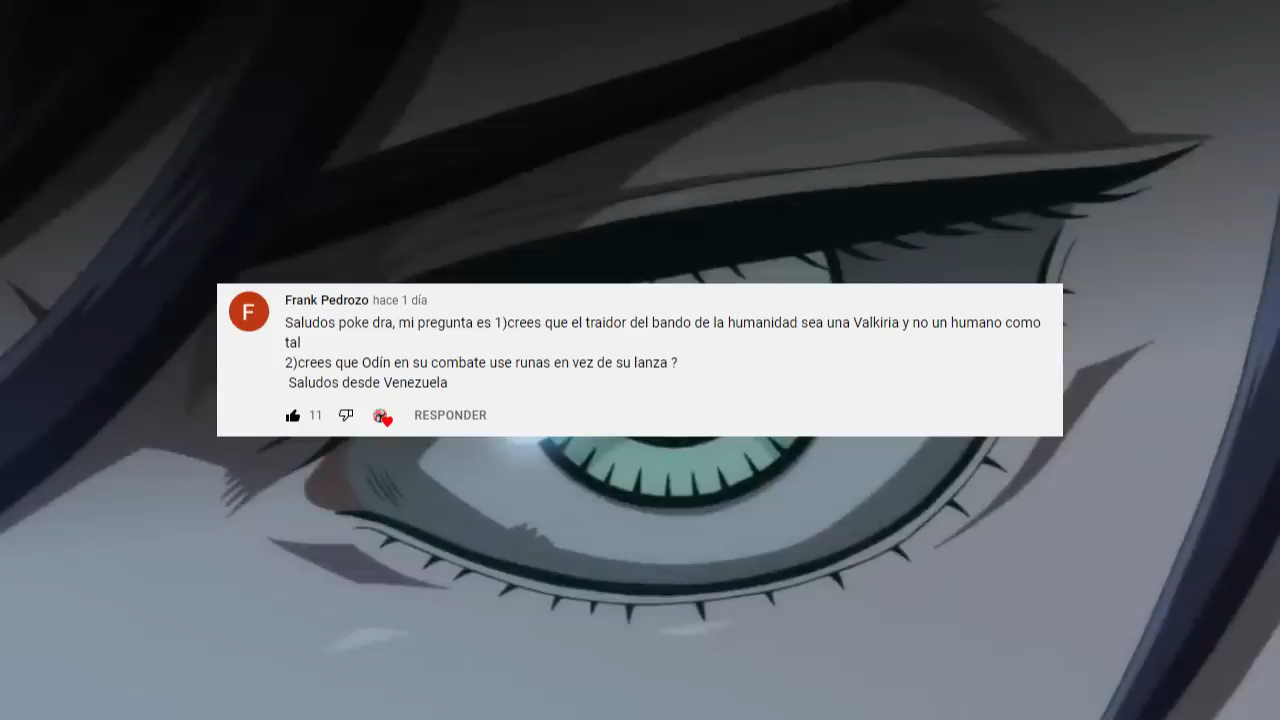 F
Frank Pedrozo hace 1 día
Saludos poke dra, mi pregunta es 1)crees que el traidor del bando de la humanidad sea una Valkiria y no un humano como
tal
2)crees que Odín en su combate use runas en vez de su lanza ?
Saludos desde Venezuela
11 RESPONDER